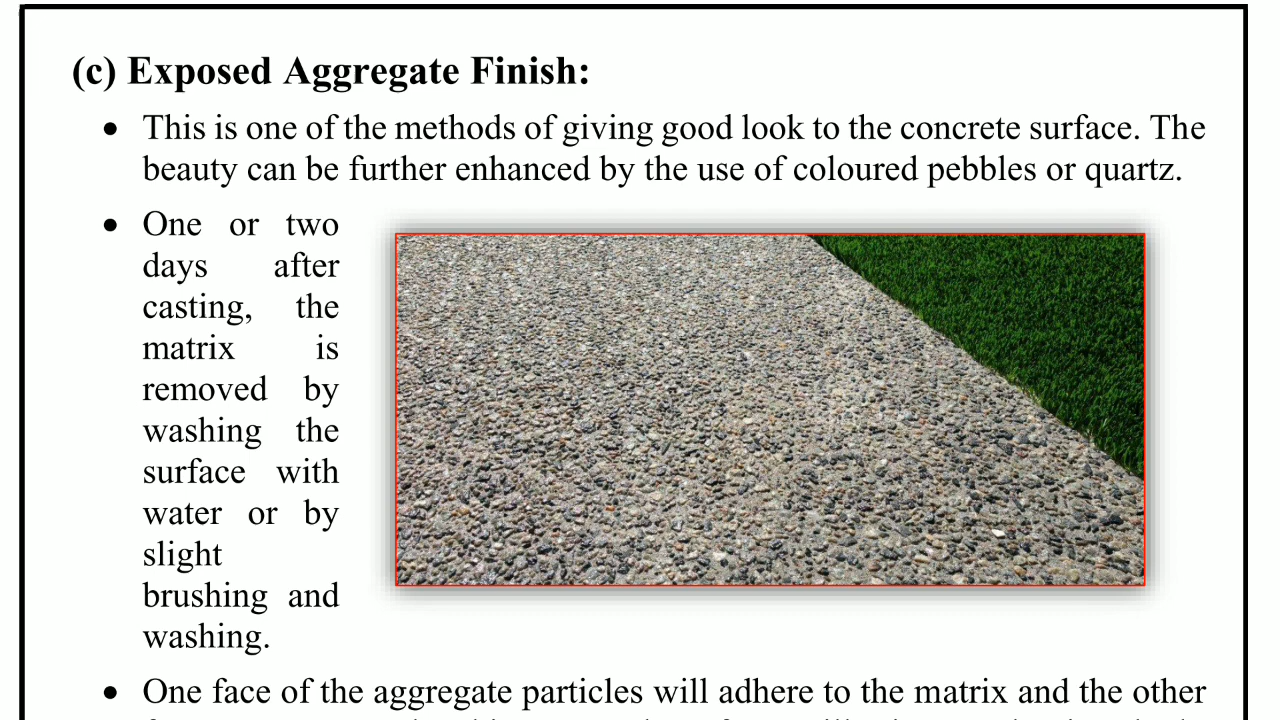 (c) Exposed Aggregate Finish:
• This is one of the methods of giving good look to the concrete surface. The
beauty can be further enhanced by the use of coloured pebbles or quartz.
• One or two
days after
casting, the
matrix is
removed by
washing the
surface with
water or by
slight
brushing and
washing.
• One face of the aggregate particles will adhere to the matrix and the other